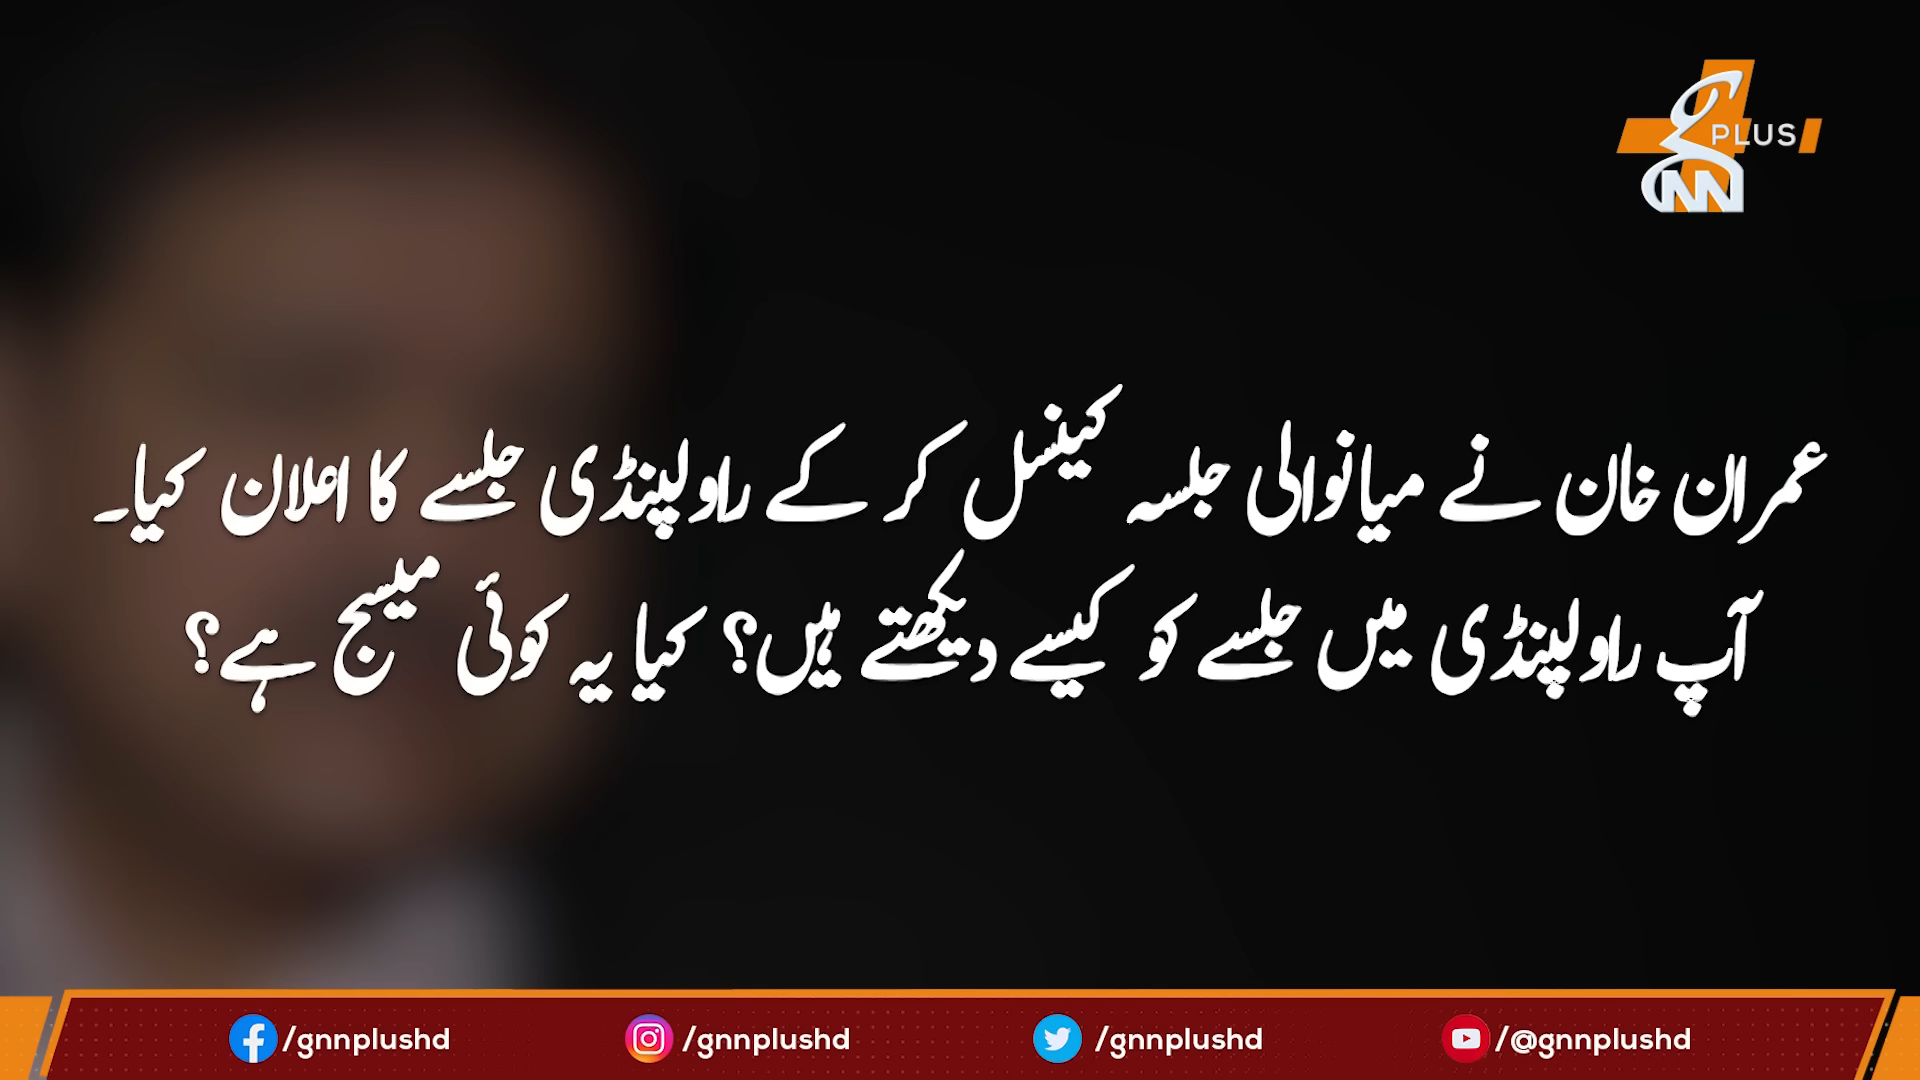 gNN PLUS
عمران خان نے میانوالی جلسہ کینسل کر کے راولپنڈی جلسے کا اعلان کیا۔
آپ راولپنڈی میں جلسے کو کیسے دیکھتے ہیں؟ کیا یہ کوئی میسج ہے؟
/gnnplushd
/gnnplushd
/gnnplushd
/@gnnplushd